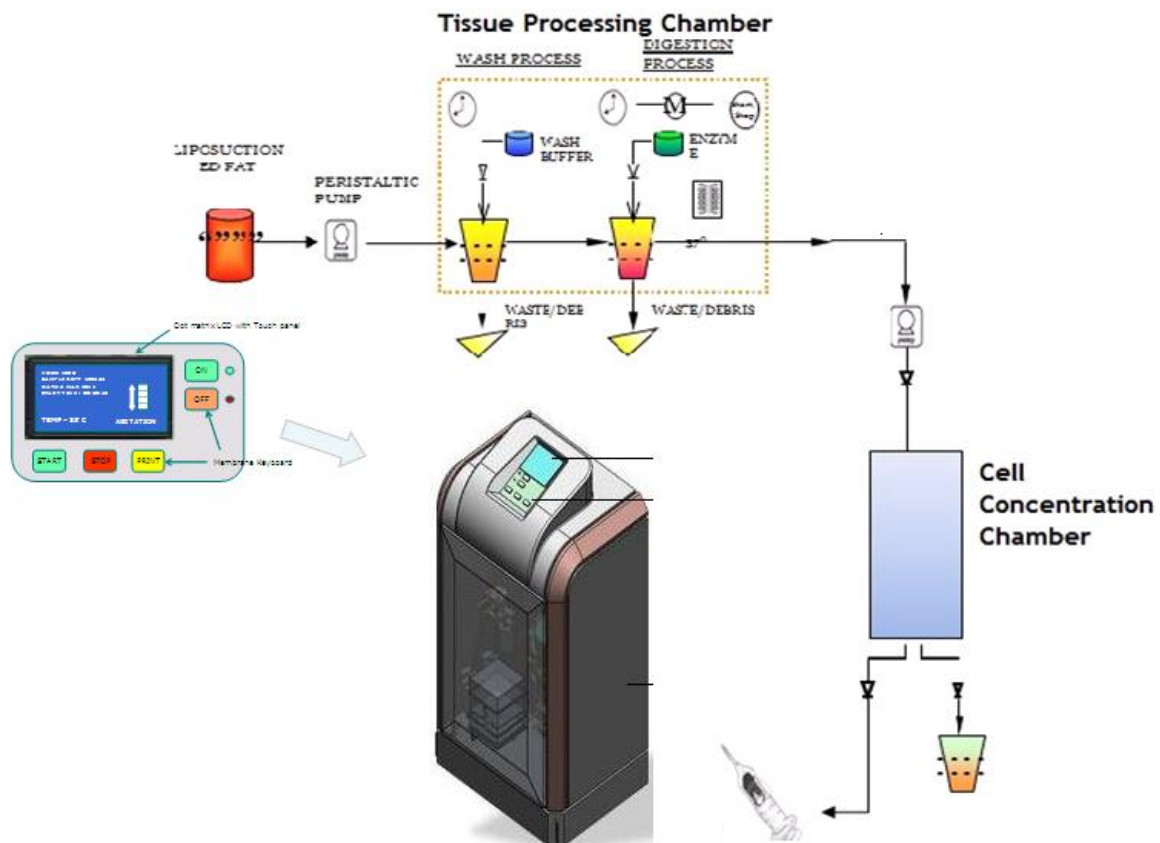 Tissue Processing Chamber
WASH PROCESS
DIGESTION
PROCESS
M
WASH
BUFFER
ENZYM
E
LIPOSUCTION
ED FAT
PERISTALTIC
PUMP
37°
WASTE/DEB
RIS
WASTE/DEBRIS
Dot matrix LCD with Touch panel
ON
OFF
TEMP - 38 C
AGITATION
START
STOP
PRINT
Membrane Keyboard
Cell
Concentration
Chamber